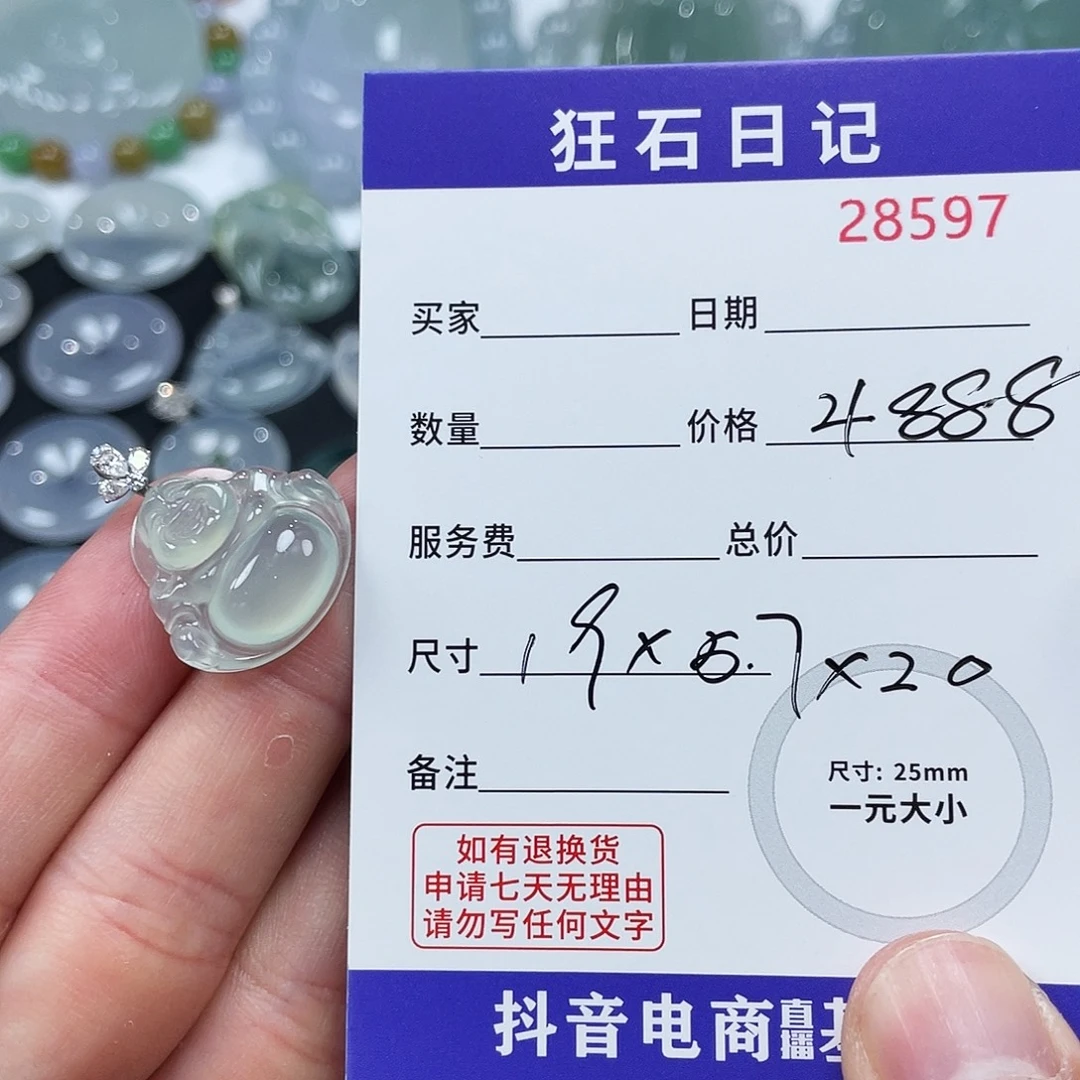 狂石日记
28597
买家 日期
数量 价格 4888
服务费 总价
尺寸 19×5.7×20
备注
尺寸: 25mm
一元大小
如有退换货
申请七天无理由
请勿写任何文字
抖音电商直播基